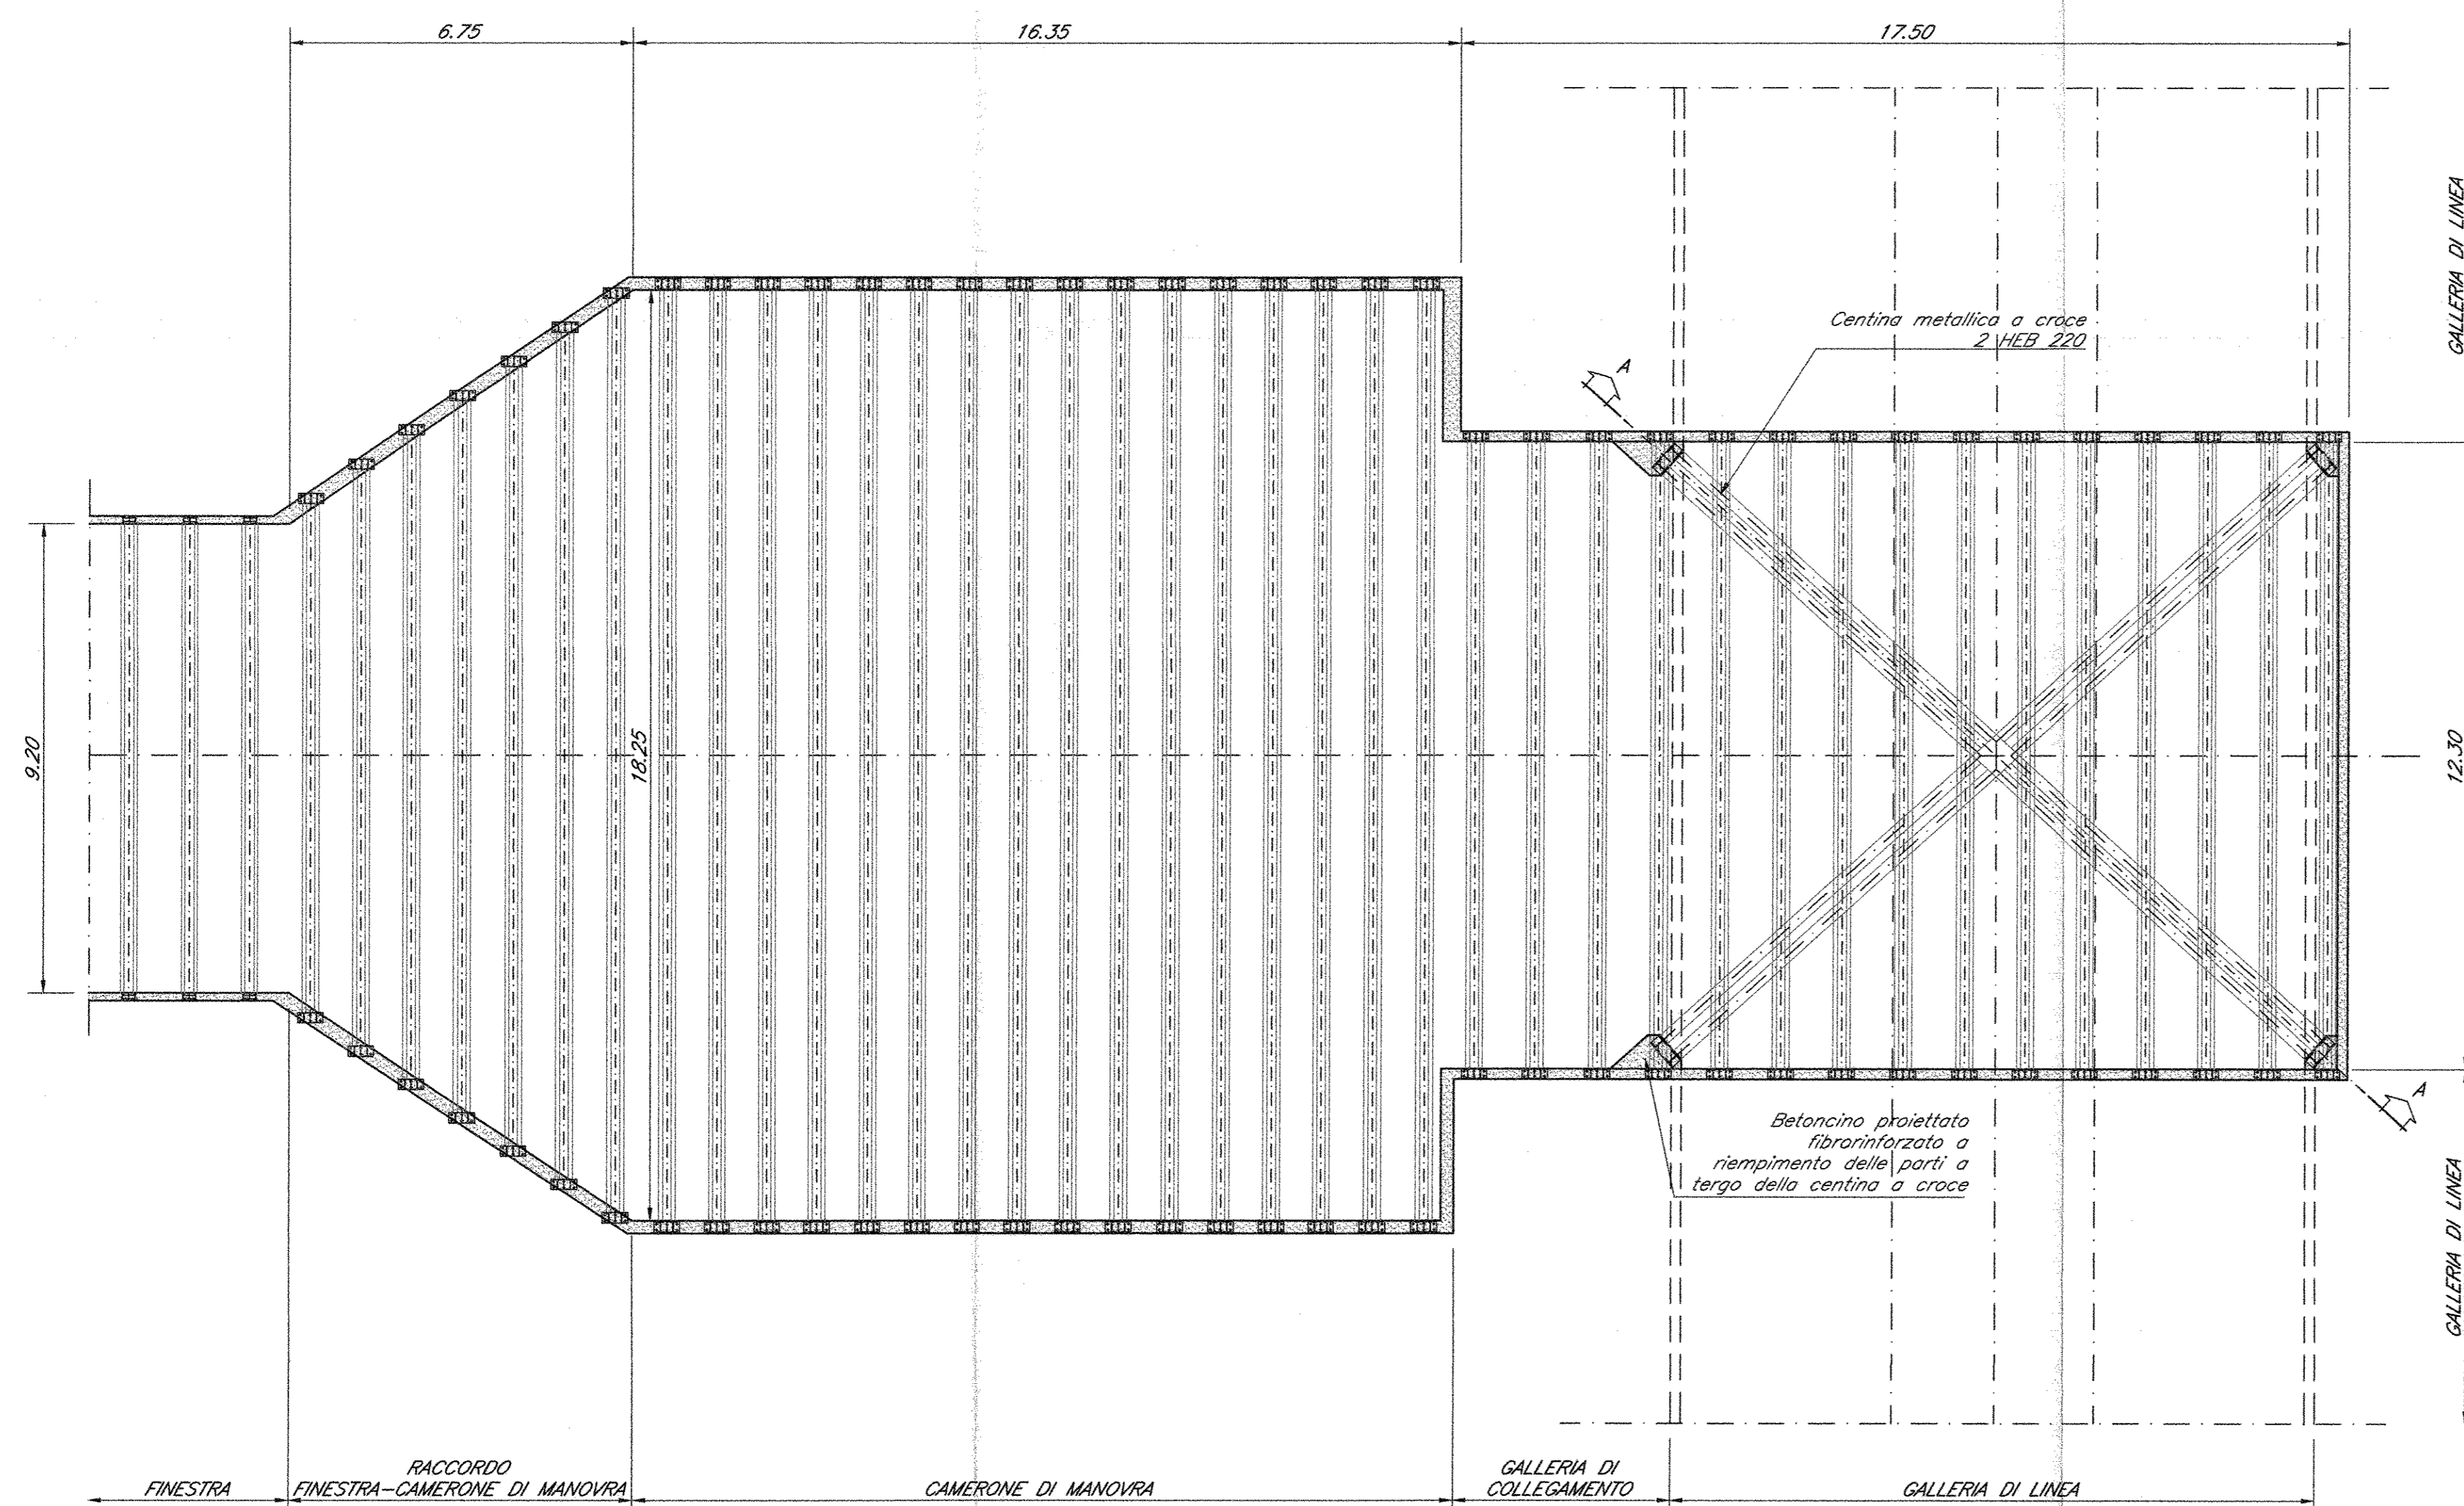 6.75
16.35
17.50
GALLERIA DI LINEA
Centina metallica a croce
2 HEB 220
A
9.20
18.25
12.30
A
Betoncino proiettato
fibrorinforzato a
riempimento delle parti a
tergo della centina a croce
GALLERIA DI LINEA
FINESTRA
RACCORDO
FINESTRA-CAMERONE DI MANOVRA
CAMERONE DI MANOVRA
GALLERIA DI
COLLEGAMENTO
GALLERIA DI LINEA